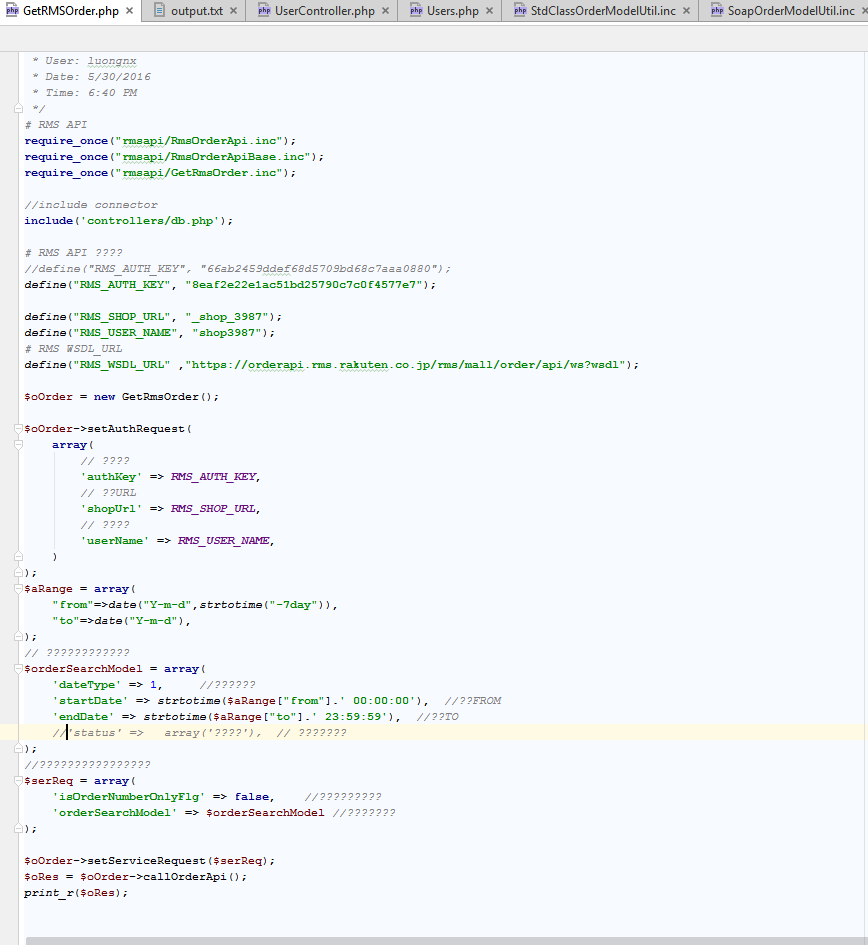 GetRMSOrder.php output.txt UserController.php Users.php StdClassOrderModelUtil.inc SoapOrderModelUtil.inc
* User: luongnx
* Date: 5/30/2016
* Time: 6:40 PM
*/
# RMS API
require_once("rmsapi/RmsOrderApi.inc");
require_once("rmsapi/RmsOrderApiBase.inc");
require_once("rmsapi/GetRmsOrder.inc");
//include connector
include('controllers/db.php');
# RMS API ????
//define("RMS_AUTH_KEY", "66ab2459ddef68d5709bd68c7aaa0880");
define("RMS_AUTH_KEY", "8eaf2e22e1ac51bd25790c7c0f4577e7");
define("RMS_SHOP_URL", "_shop_3987");
define("RMS_USER_NAME", "shop3987");
# RMS WSDL_URL
define("RMS_WSDL_URL" ,"https://orderapi.rms.rakuten.co.jp/rms/mall/order/api/ws?wsdl");
$oOrder = new GetRmsOrder();
$oOrder->setAuthRequest(
array(
// ????
'authKey' => RMS_AUTH_KEY,
// ??URL
'shopUrl' => RMS_SHOP_URL,
// ????
'userName' => RMS_USER_NAME,
)
);
$aRange = array(
"from"=>date("Y-m-d",strtotime("-7day")),
"to"=>date("Y-m-d"),
);
// ????????????
$orderSearchModel = array(
'dateType' => 1, //??????
'startDate' => strtotime($aRange["from"].' 00:00:00'), //??FROM
'endDate' => strtotime($aRange["to"].' 23:59:59'), //??TO
//'status' => array('????'), // ???????
);
//????????????????
$serReq = array(
'isOrderNumberOnlyFlg' => false, //?????????
'orderSearchModel' => $orderSearchModel //???????
);
$oOrder->setServiceRequest($serReq);
$oRes = $oOrder->callOrderApi();
print_r($oRes);